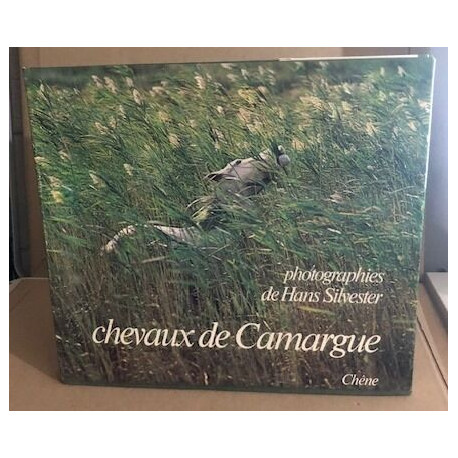 photographies
de Hans Silvester
chevaux de Camargue
Chêne